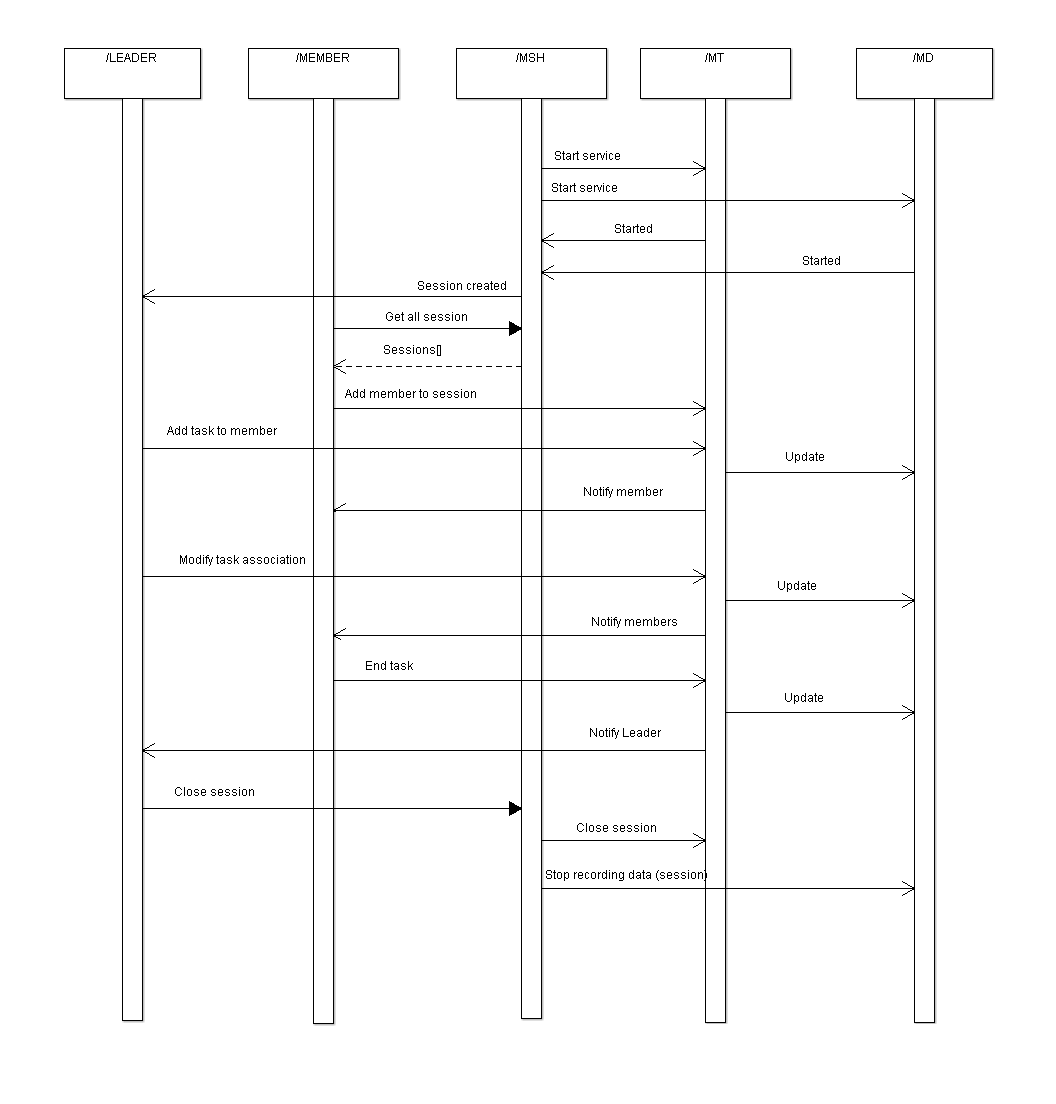 /LEADER
/MEMBER
/MSH
/MT
/MD
Start service
Start service
Started
Started
Session created
Get all session
Sessions[]
Add member to session
Add task to member
Update
Notify member
Modify task association
Update
Notify members
End task
Update
Notify Leader
Close session
Close session
Stop recording data (session)